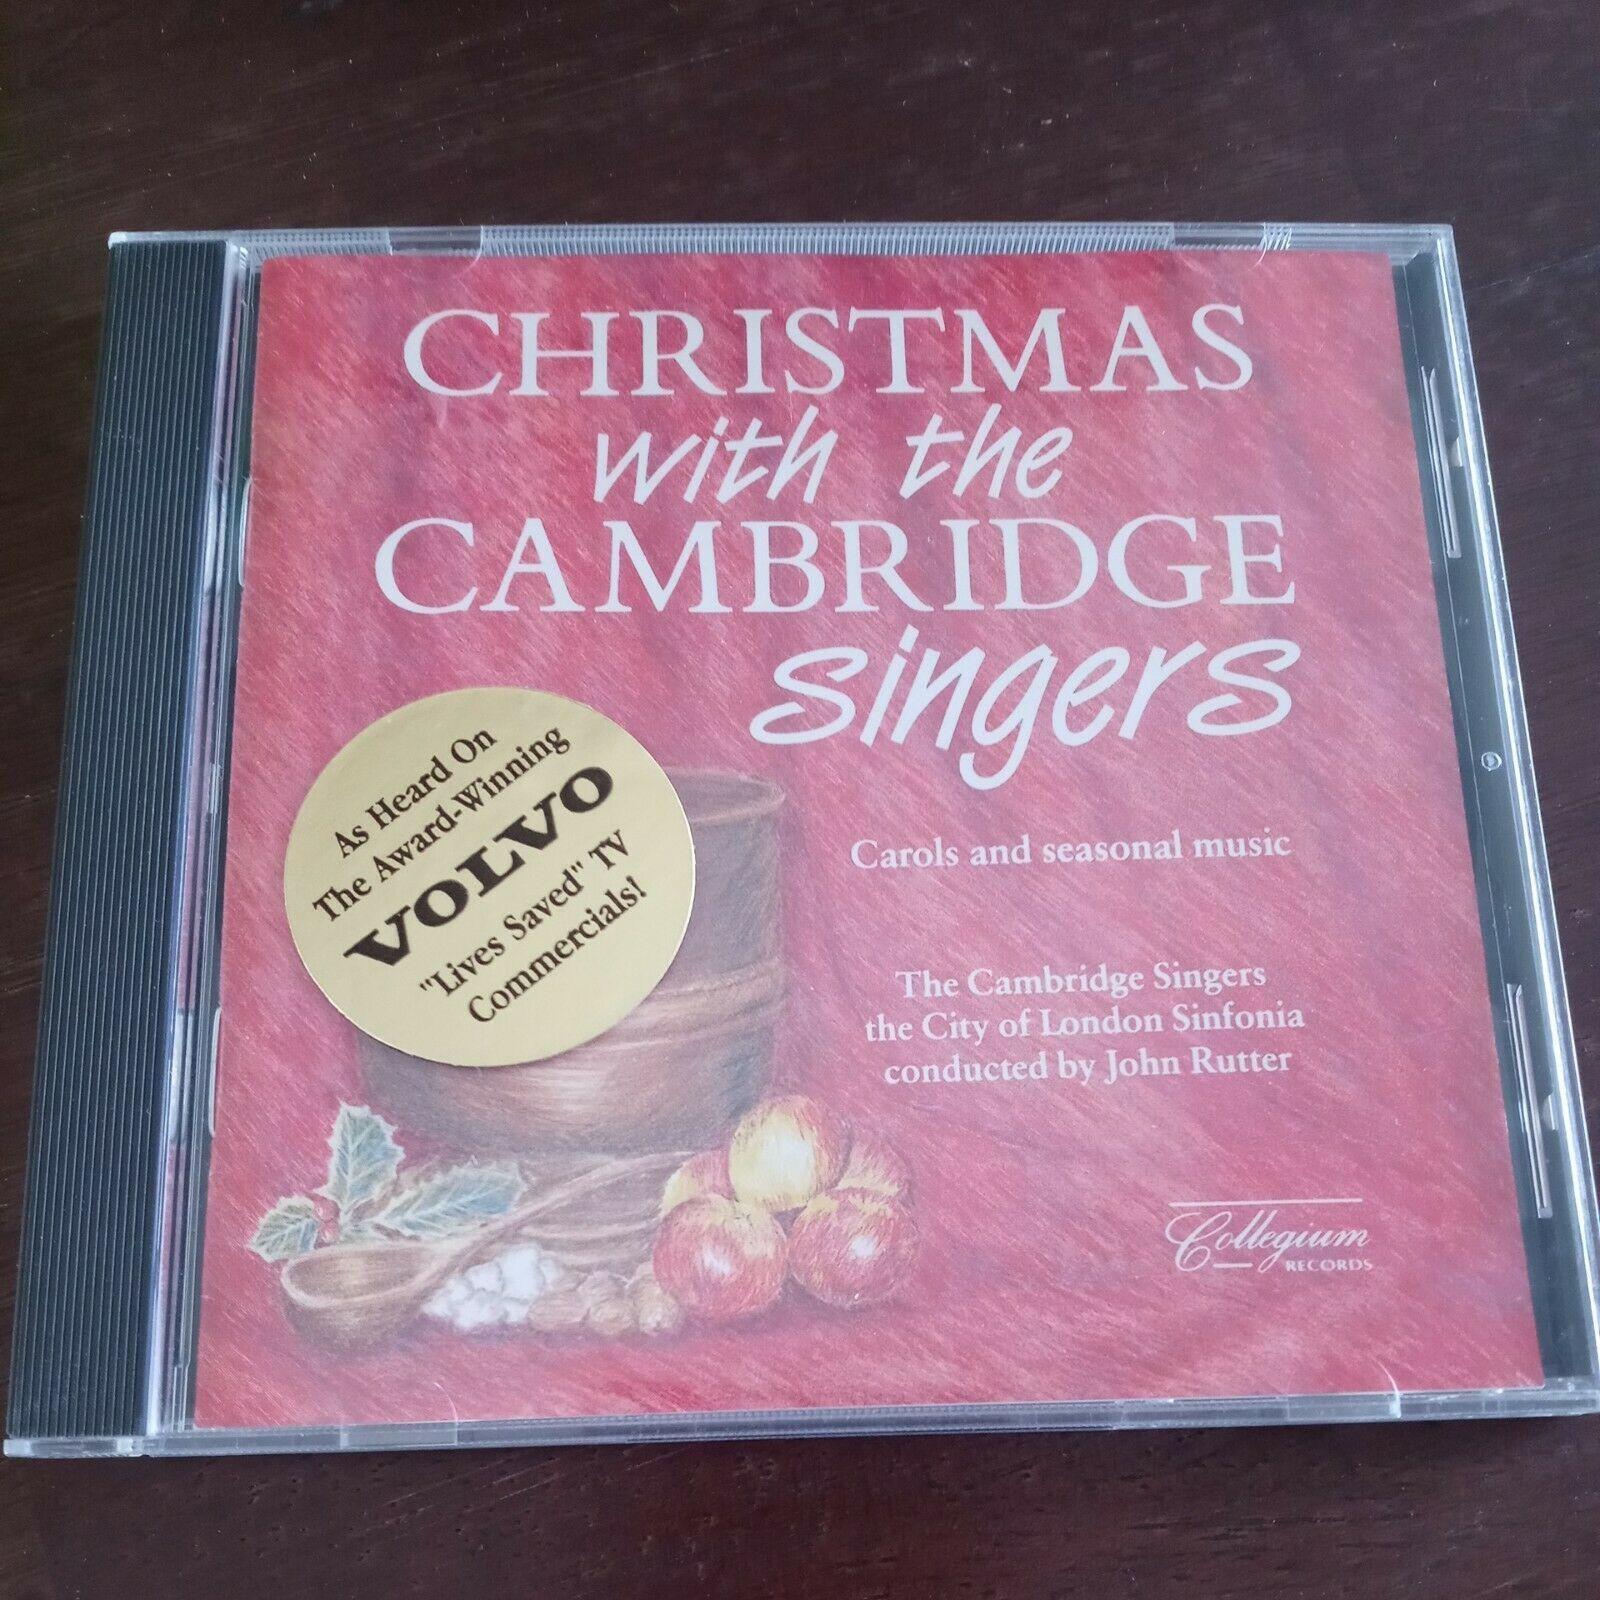 CHRISTMAS
with the
CAMBRIDGE
singers
As Heard On
The Award-Winning
VOLVO
"Lives Saved" TV
Commercials!
Carols and seasonal music
The Cambridge Singers
the City of London Sinfonia
conducted by John Rutter
Collegium
RECORDS